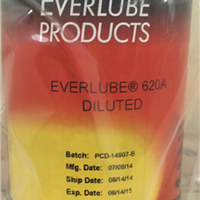 EVERLUBE
PRODUCTS
EVERLUBE® 620A
DILUTED
Batch: PCD-14907-B
Mfg. Date: 07/08/14
Ship Date: 08/14/14
Exp. Date: 08/14/15